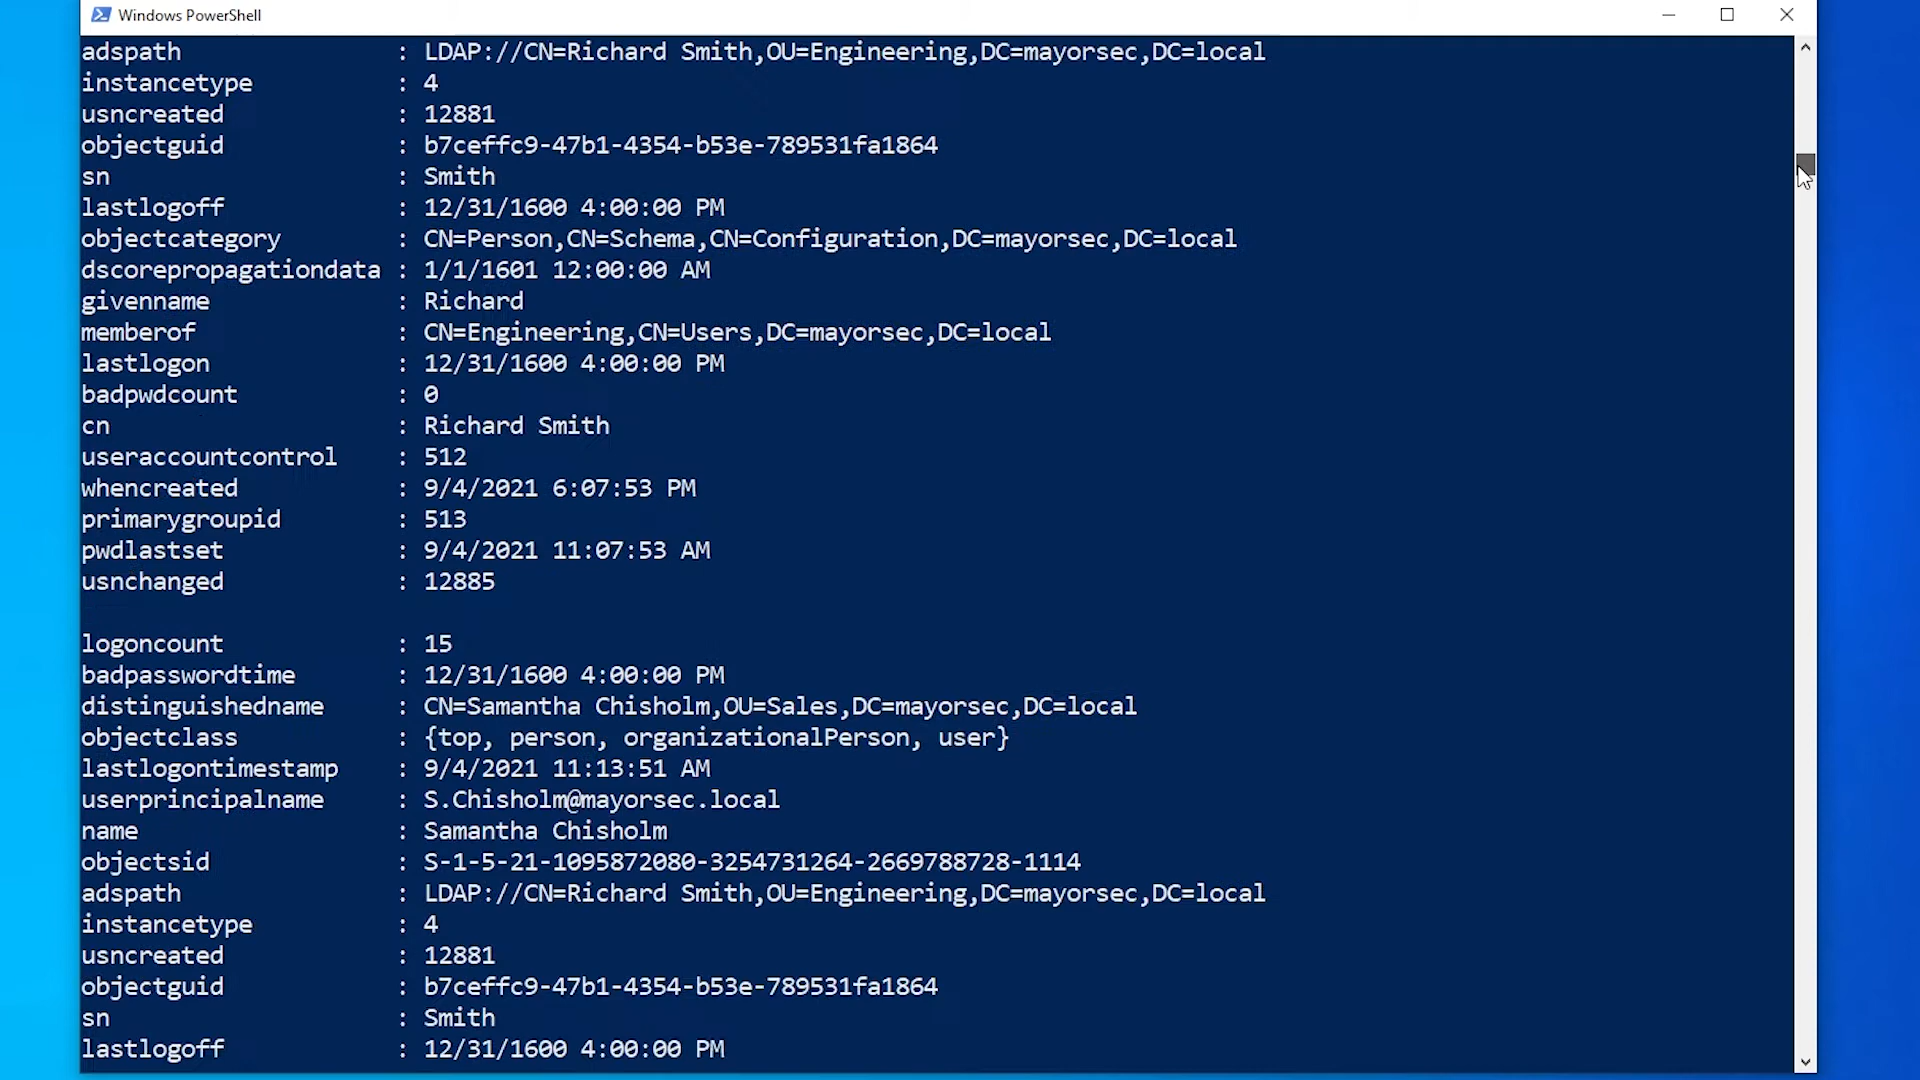 Windows PowerShell
adspath : LDAP://CN=Richard Smith,OU=Engineering,DC=mayorsec,DC=local
instancetype : 4
usncreated : 12881
objectguid : b7ceffc9-47b1-4354-b53e-789531fa1864
sn : Smith
lastlogoff : 12/31/1600 4:00:00 PM
objectcategory : CN=Person,CN=Schema,CN=Configuration,DC=mayorsec,DC=local
dscorepropagationdata : 1/1/1601 12:00:00 AM
givenname : Richard
memberof : CN=Engineering,CN=Users,DC=mayorsec,DC=local
lastlogon : 12/31/1600 4:00:00 PM
badpwdcount : 0
cn : Richard Smith
useraccountcontrol : 512
whencreated : 9/4/2021 6:07:53 PM
primarygroupid : 513
pwdlastset : 9/4/2021 11:07:53 AM
usnchanged : 12885
logoncount : 15
badpasswordtime : 12/31/1600 4:00:00 PM
distinguishedname : CN=Samantha Chisholm,OU=Sales,DC=mayorsec,DC=local
objectclass : {top, person, organizationalPerson, user}
lastlogontimestamp : 9/4/2021 11:13:51 AM
userprincipalname : S.Chisholm@mayorsec.local
name : Samantha Chisholm
objectsid : S-1-5-21-1095872080-3254731264-2669788728-1114
adspath : LDAP://CN=Richard Smith,OU=Engineering,DC=mayorsec,DC=local
instancetype : 4
usncreated : 12881
objectguid : b7ceffc9-47b1-4354-b53e-789531fa1864
sn : Smith
lastlogoff : 12/31/1600 4:00:00 PM